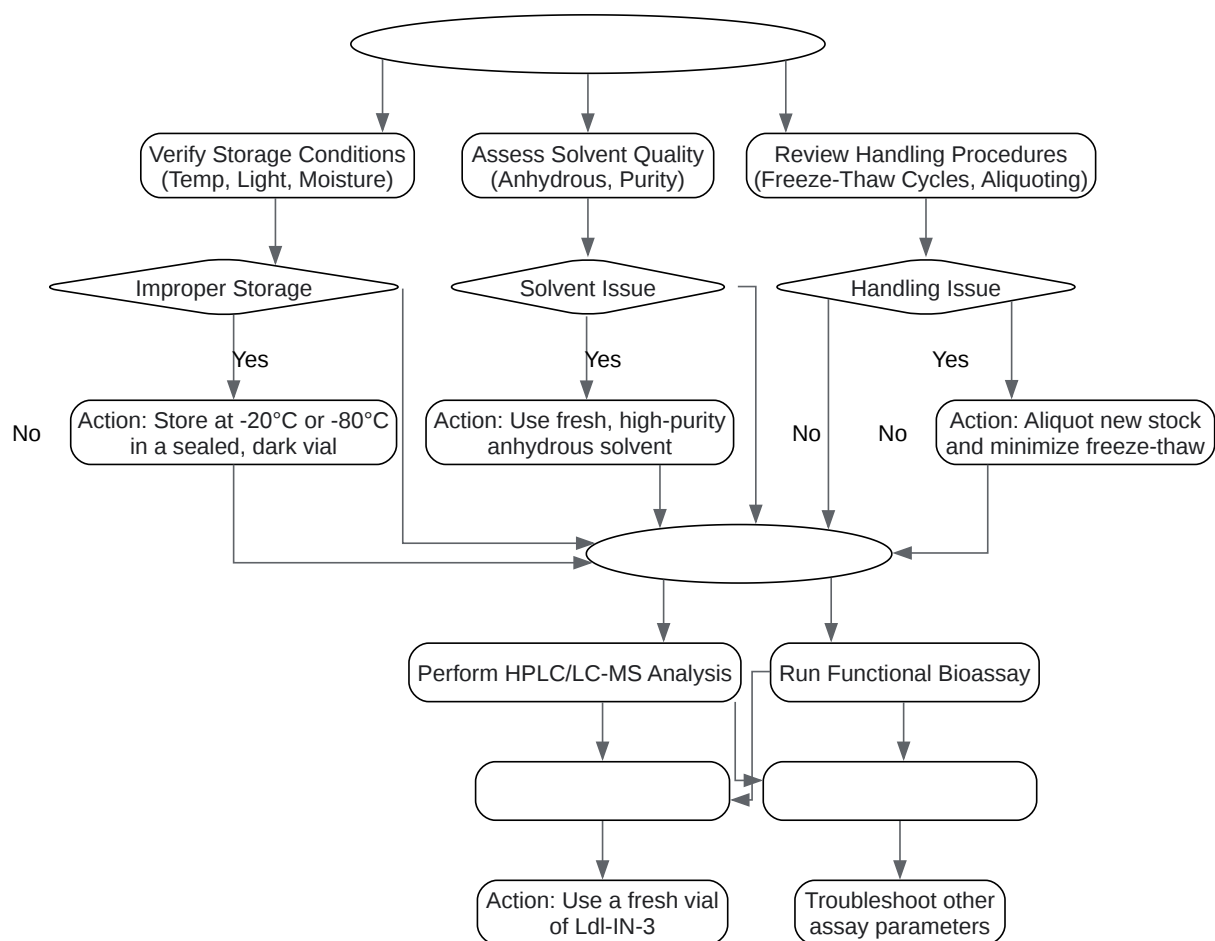 Verify Storage Conditions
(Temp, Light, Moisture)
Assess Solvent Quality
(Anhydrous, Purity)
Review Handling Procedures
(Freeze-Thaw Cycles, Aliquoting)
Improper Storage
Solvent Issue
Handling Issue
Yes
Yes
Yes
No
Action: Store at -20°C or -80°C
in a sealed, dark vial
Action: Use fresh, high-purity
anhydrous solvent
No
No
Action: Aliquot new stock
and minimize freeze-thaw
Perform HPLC/LC-MS Analysis
Run Functional Bioassay
Action: Use a fresh vial
of Ldl-IN-3
Troubleshoot other
assay parameters